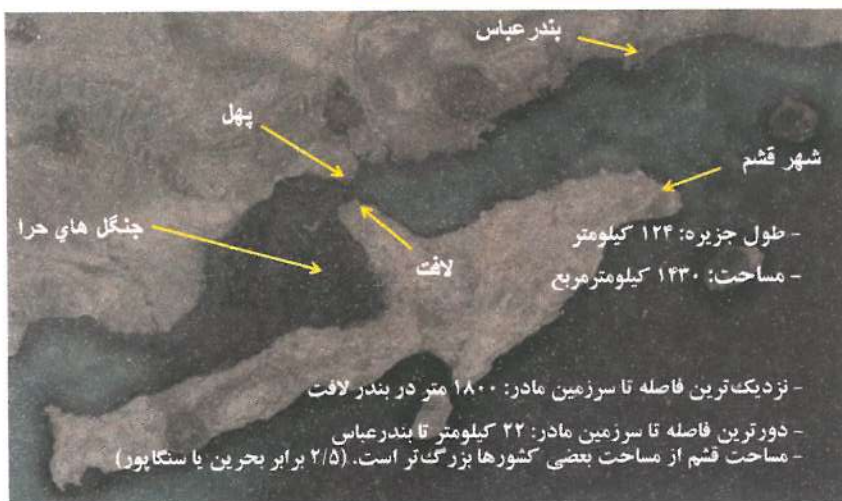 بندر عباس
پهل
شهر قشم
جنگل هاي حرا
لافت
- طول جزیره: ۱۲۴ کیلومتر
- مساحت: ۱۴۳۰ کیلومترمربع
- نزدیک‌ترین فاصله تا سرزمین مادر: ۱۸۰۰ متر در بندر لافت
- دورترین فاصله تا سرزمین مادر: ۲۲ کیلومتر تا بندرعباس
- مساحت قشم از مساحت بعضی کشورها بزرگ‌تر است. (۲/۵ برابر بحرین یا سنگاپور)